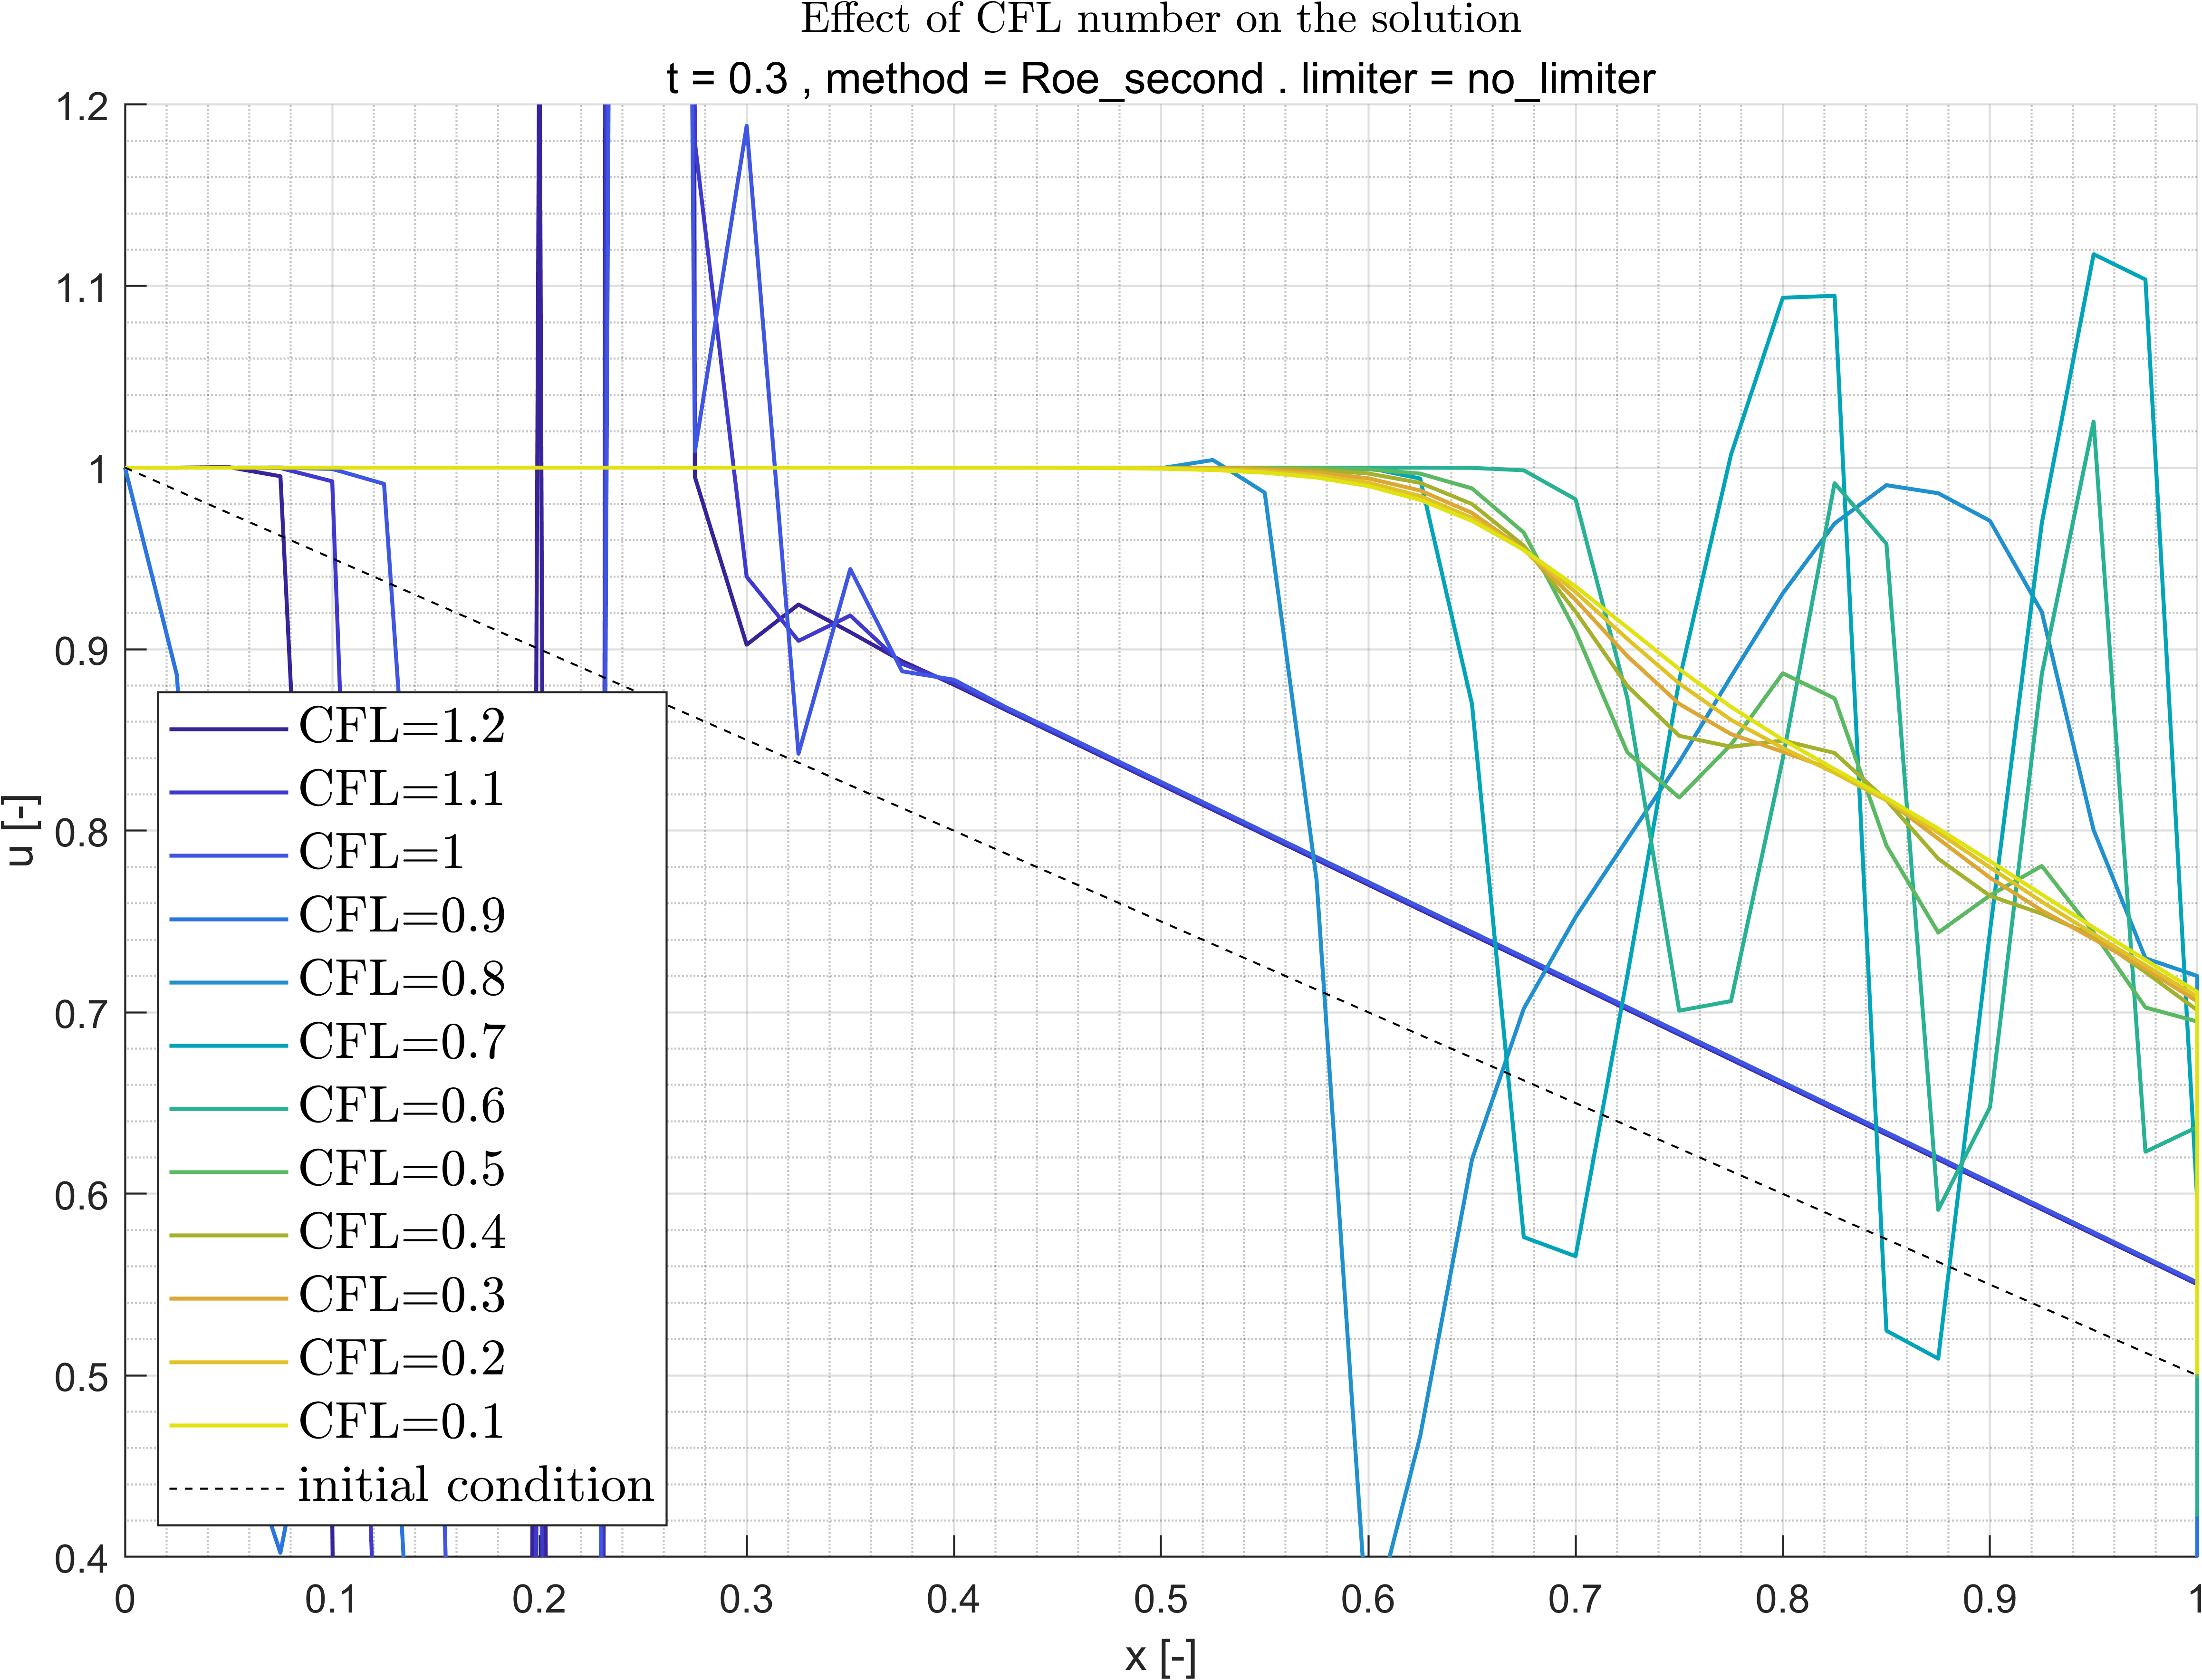 Effect of CFL number on the solution
t = 0.3 , method = Roe_second . limiter = no_limiter
1.2
1.1
1
0.9
0.8
0.7
0.6
0.5
0.4
u [-]
CFL=1.2
CFL=1.1
CFL=1
CFL=0.9
CFL=0.8
CFL=0.7
CFL=0.6
CFL=0.5
CFL=0.4
CFL=0.3
CFL=0.2
CFL=0.1
initial condition
0 0.1 0.2 0.3 0.4 0.5 0.6 0.7 0.8 0.9 1
x [-]